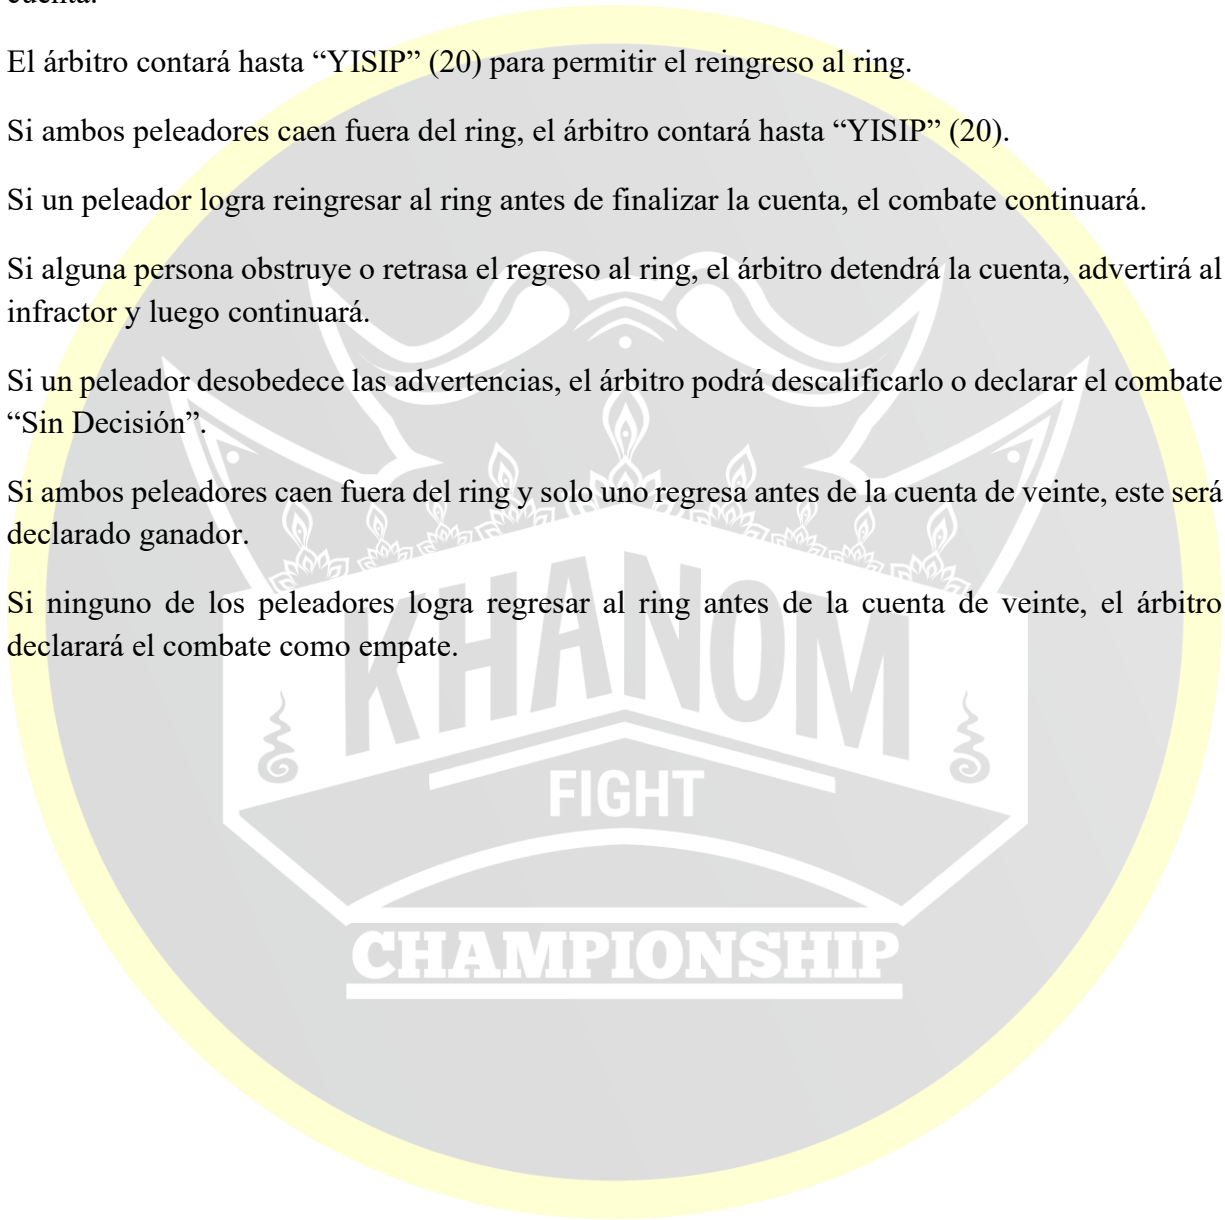 cuenta.
El árbitro contará hasta “YISIP” (20) para permitir el reingreso al ring.
Si ambos peleadores caen fuera del ring, el árbitro contará hasta “YISIP” (20).
Si un peleador logra reingresar al ring antes de finalizar la cuenta, el combate continuará.
Si alguna persona obstruye o retrasa el regreso al ring, el árbitro detendrá la cuenta, advertirá al
infractor y luego continuará.
Si un peleador desobedece las advertencias, el árbitro podrá descalificarlo o declarar el combate
“Sin Decisión”.
Si ambos peleadores caen fuera del ring y solo uno regresa antes de la cuenta de veinte, este será
declarado ganador.
Si ninguno de los peleadores logra regresar al ring antes de la cuenta de veinte, el árbitro
declarará el combate como empate.
KHANOM
FIGHT
CHAMPIONSHIP